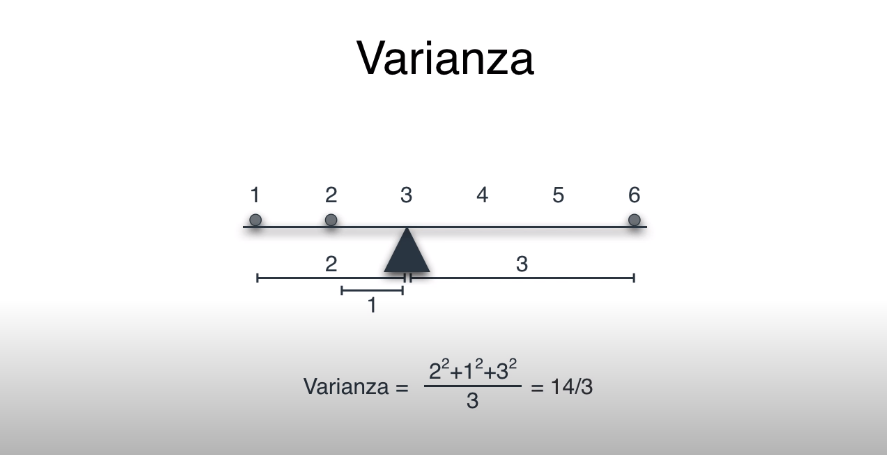 Varianza
1 2 3 4 5 6
2 3
1
Varianza = 2²+1²+3² / 3 = 14/3